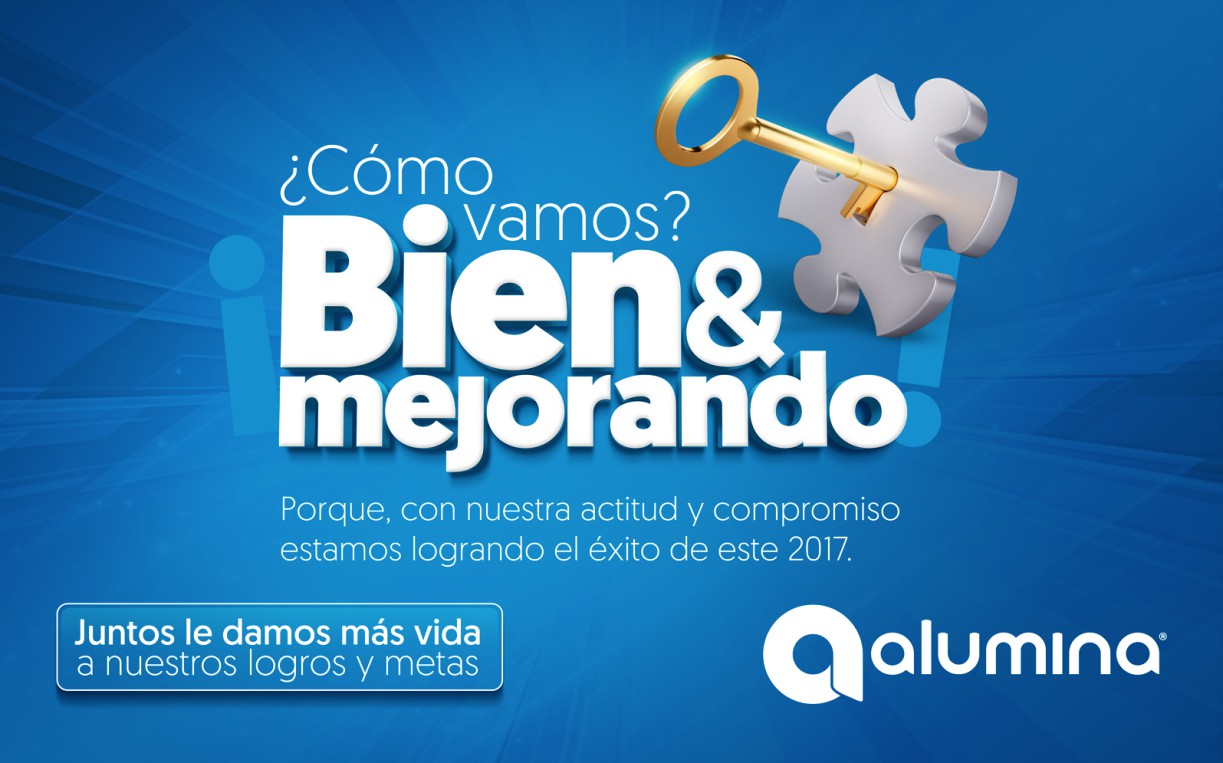 ¿Cómo
vamos?
¡Bien&
mejorando!
Porque, con nuestra actitud y compromiso
estamos logrando el éxito de este 2017.
Juntos le damos más vida
a nuestros logros y metas
alumina®